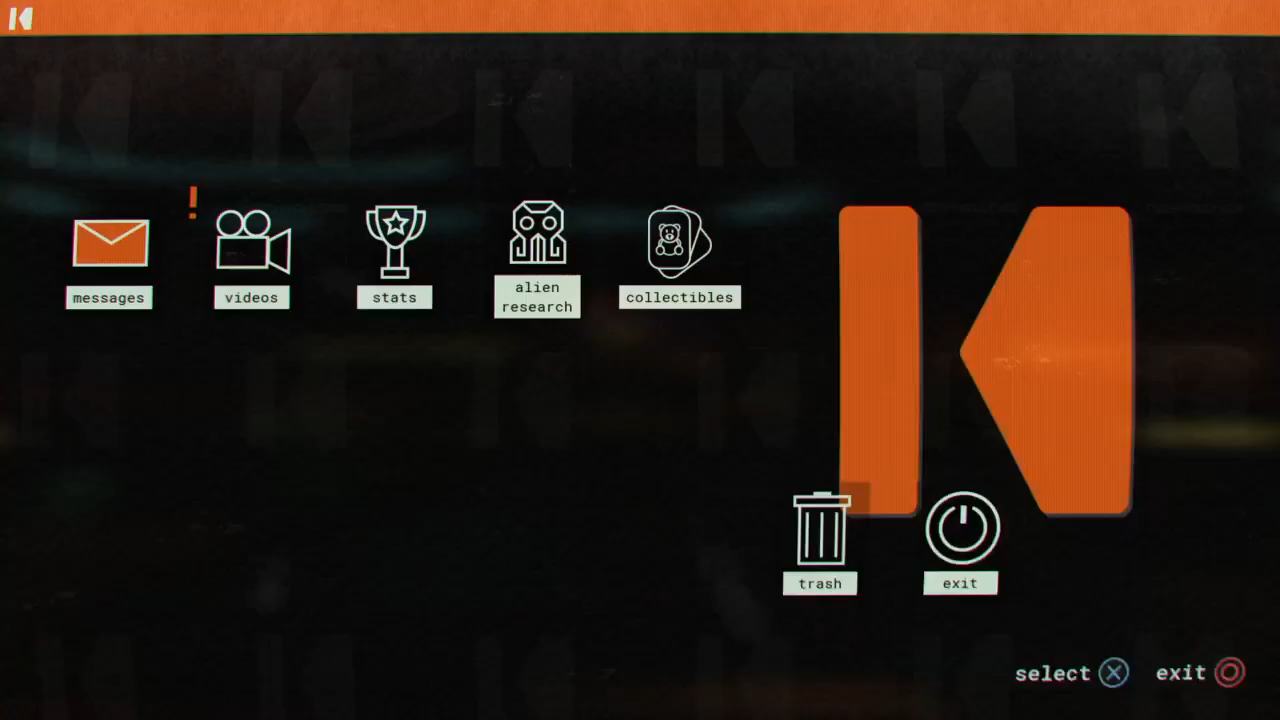 !
messages
videos
stats
alien
research
collectibles
trash
exit
select
exit